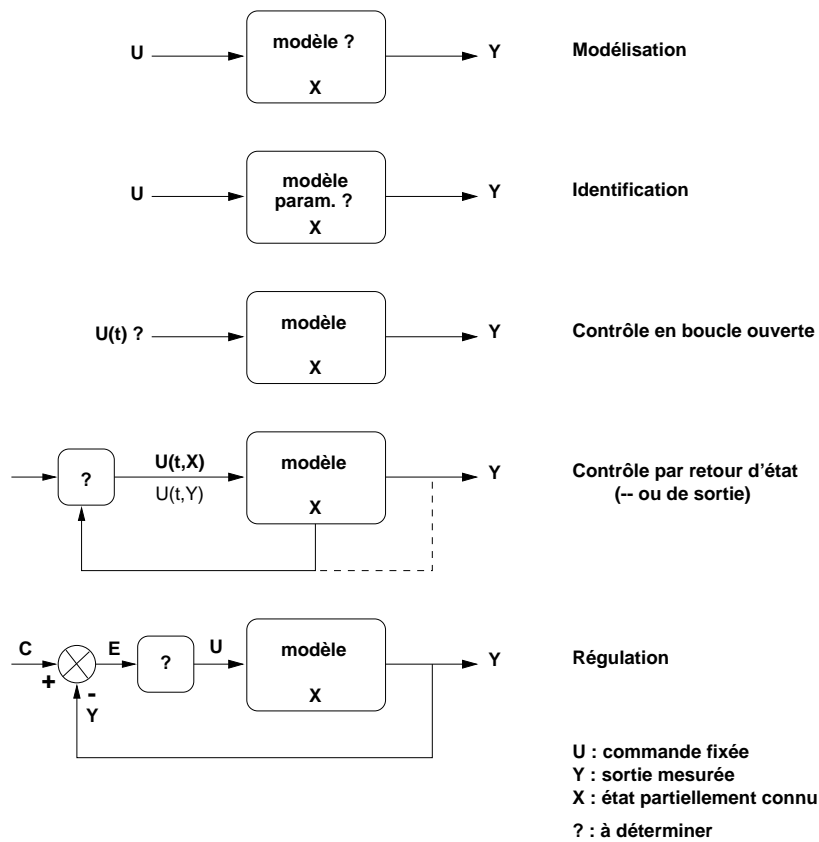 modèle ?
U
Y
Modélisation
X
modèle
param. ?
U
Y
Identification
X
U(t) ?
modèle
Y
Contrôle en boucle ouverte
X
?
U(t,X)
U(t,Y)
modèle
Y
Contrôle par retour d'état
(-- ou de sortie)
X
C
+
-
Y
E
?
U
modèle
Y
Régulation
X
U : commande fixée
Y : sortie mesurée
X : état partiellement connu
? : à déterminer